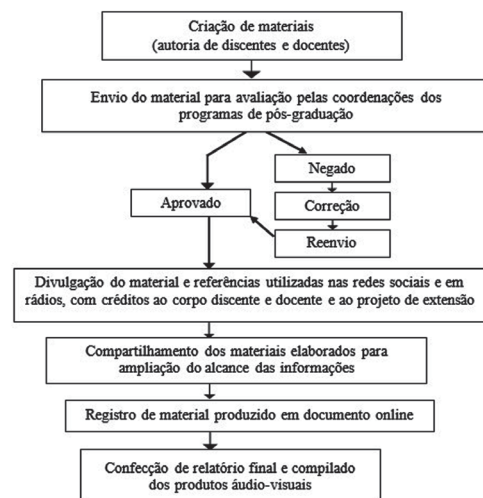 Criação de materiais
(autoria de discentes e docentes)
Envio do material para avaliação pelas coordenações dos
programas de pós-graduação
Negado
Aprovado
Correção
Reenvio
Divulgação do material e referências utilizadas nas redes sociais e em
rádios, com créditos ao corpo discente e docente e ao projeto de extensão
Compartilhamento dos materiais elaborados para
ampliação do alcance das informações
Registro de material produzido em documento online
Confecção de relatório final e compilado
dos produtos áudio-visuais